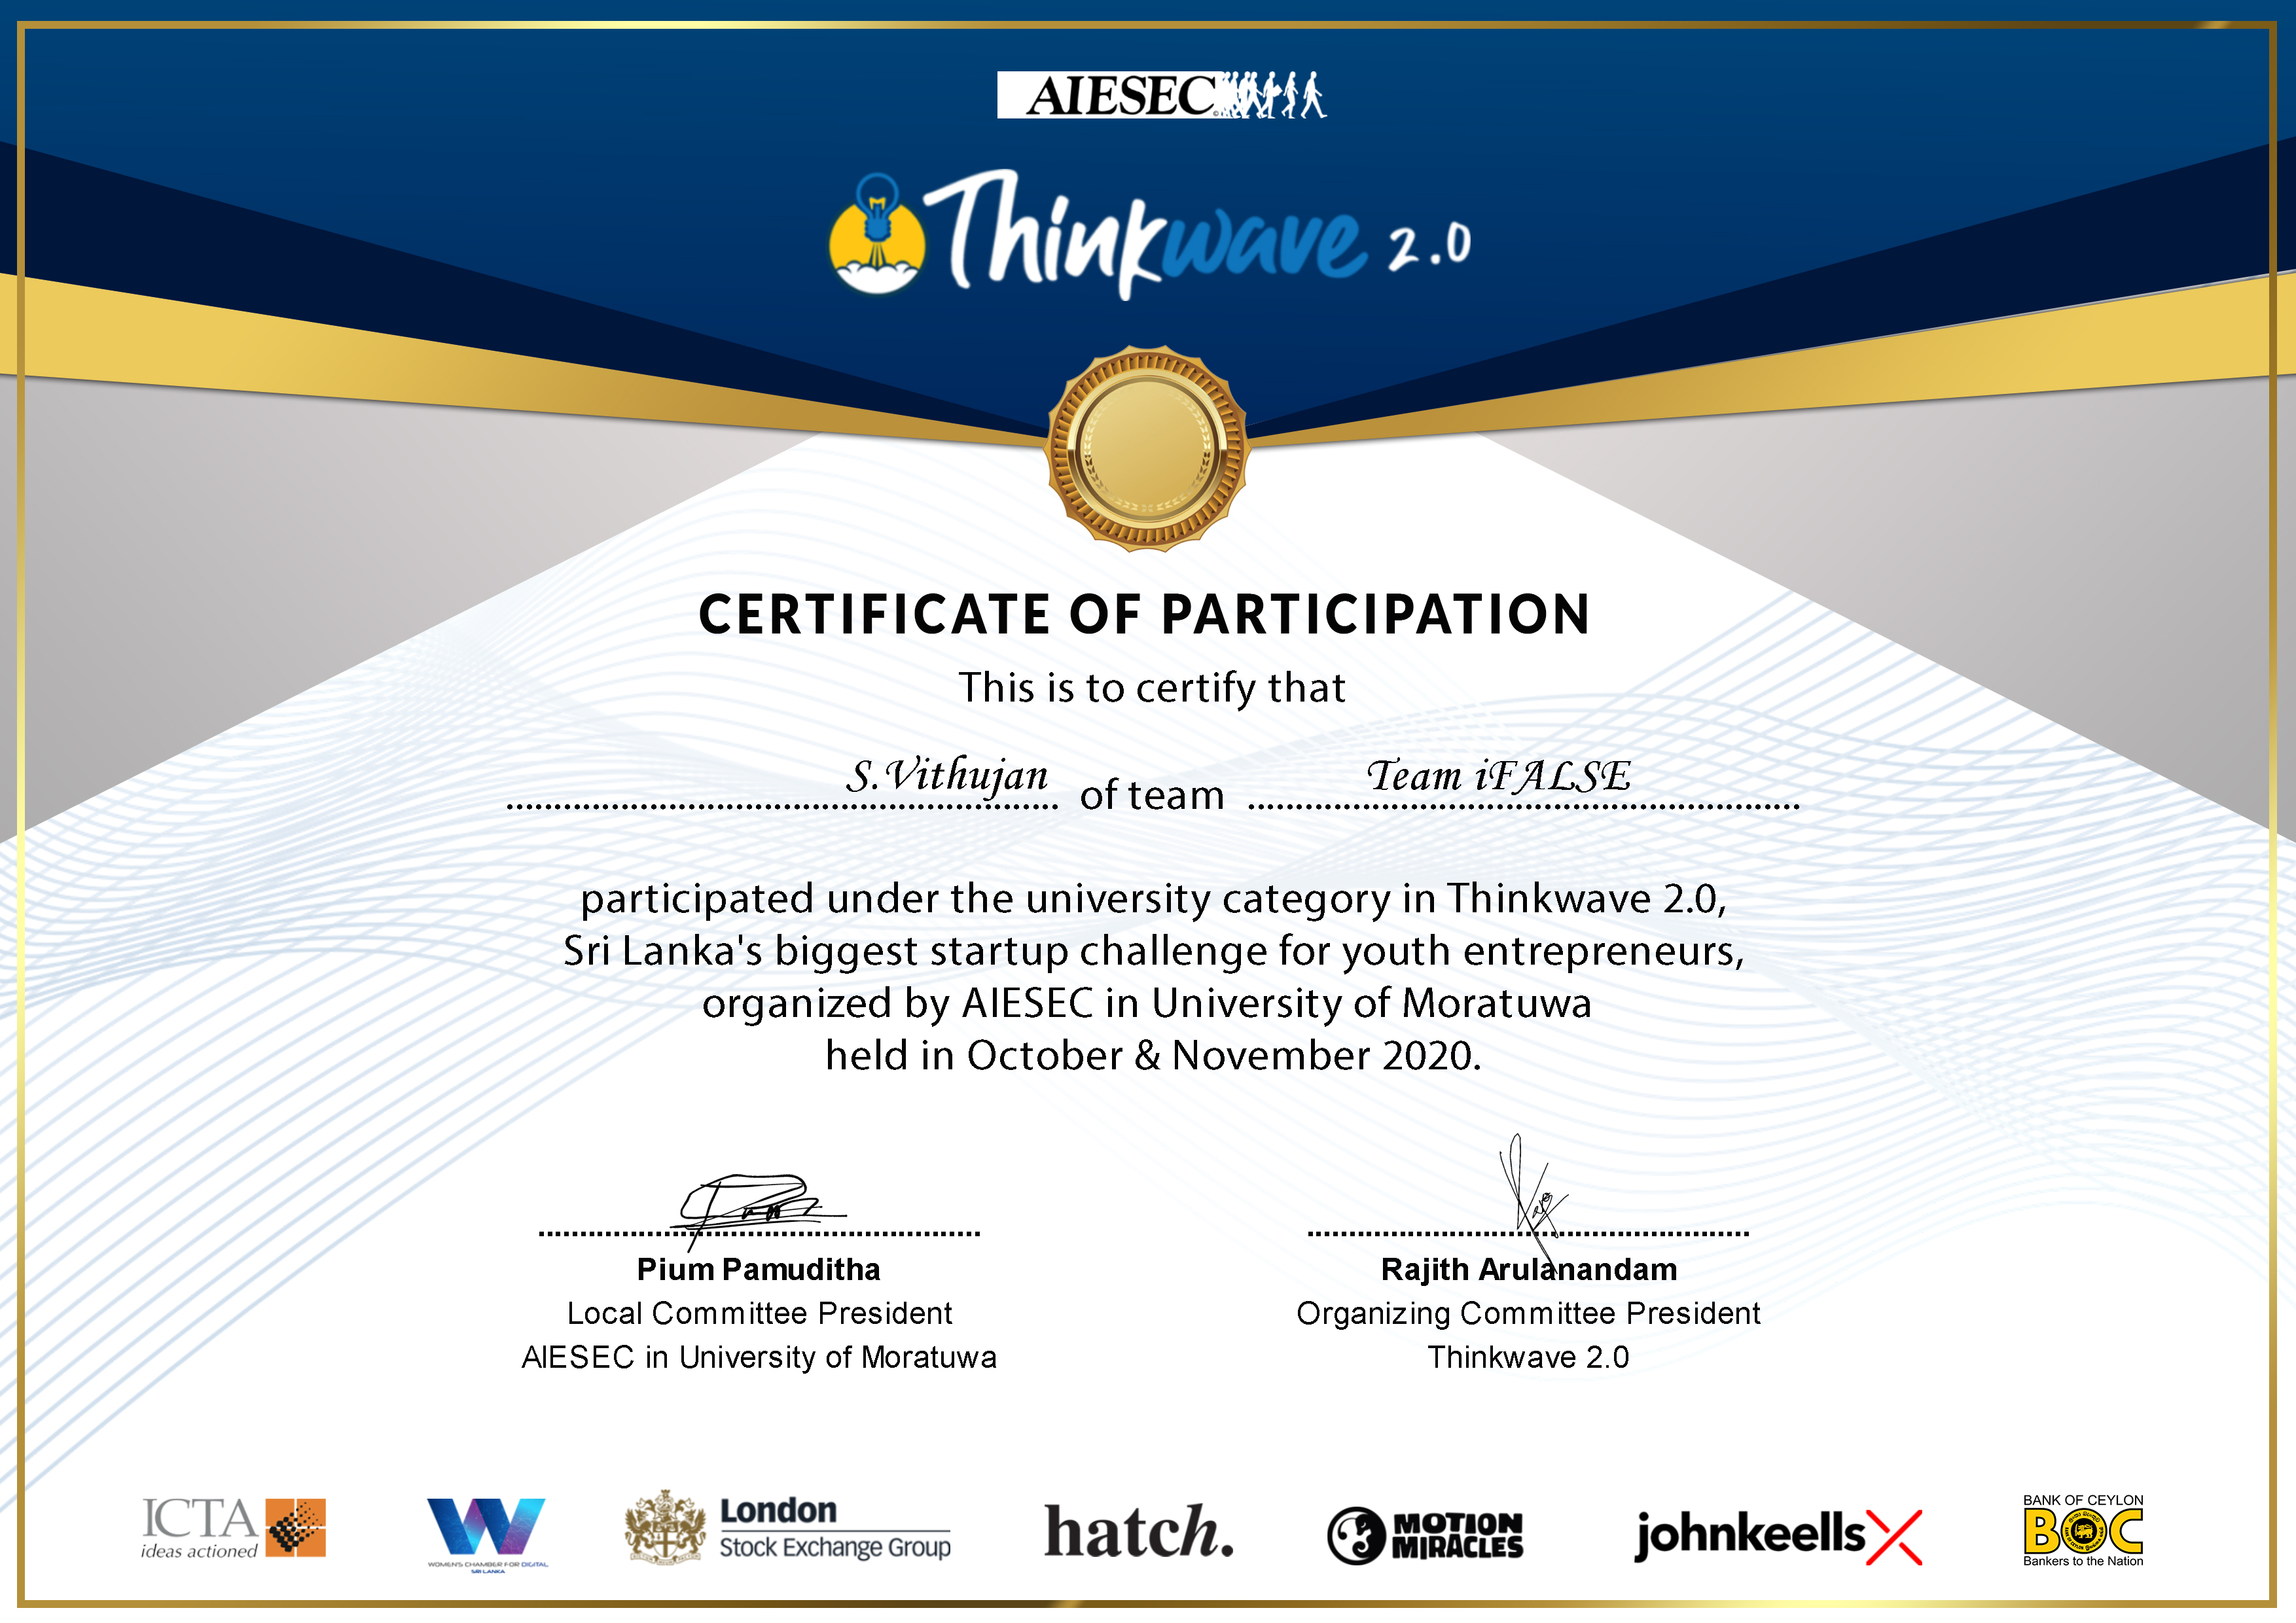 AIESEC
Thinkwave 2.0
CERTIFICATE OF PARTICIPATION
This is to certify that
S.Vithujan of team Team iFALSE
participated under the university category in Thinkwave 2.0,
Sri Lanka's biggest startup challenge for youth entrepreneurs,
organized by AIESEC in University of Moratuwa
held in October & November 2020.
Pium Pamuditha
Local Committee President
AIESEC in University of Moratuwa
Rajith Arulanandam
Organizing Committee President
Thinkwave 2.0
ICTA
ideas actioned
W
WOMEN'S CHAMBER FOR DIGITAL
SRI LANKA
London
Stock Exchange Group
hatch.
MOTION
MIRACLES
johnkeellsX
BANK OF CEYLON
BOC
Bankers to the Nation